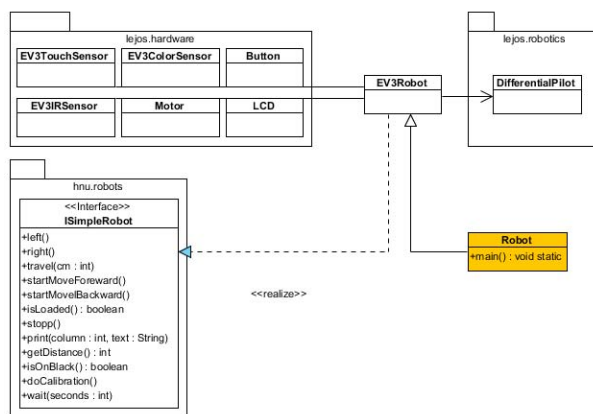 lejos.hardware
EV3TouchSensor
EV3ColorSensor
Button
EV3IRSensor
Motor
LCD
EV3Robot
lejos.robotics
DifferentialPilot
hnu.robots
<<Interface>>
ISimpleRobot
+left()
+right()
+travel(cm : int)
+startMoveForeward()
+startMovelBackward()
+isLoaded() : boolean
+stopp()
+print(column : int, text : String)
+getDistance() : int
+isOnBlack() : boolean
+doCalibration()
+wait(seconds : int)
<<realize>>
Robot
+main() : void static